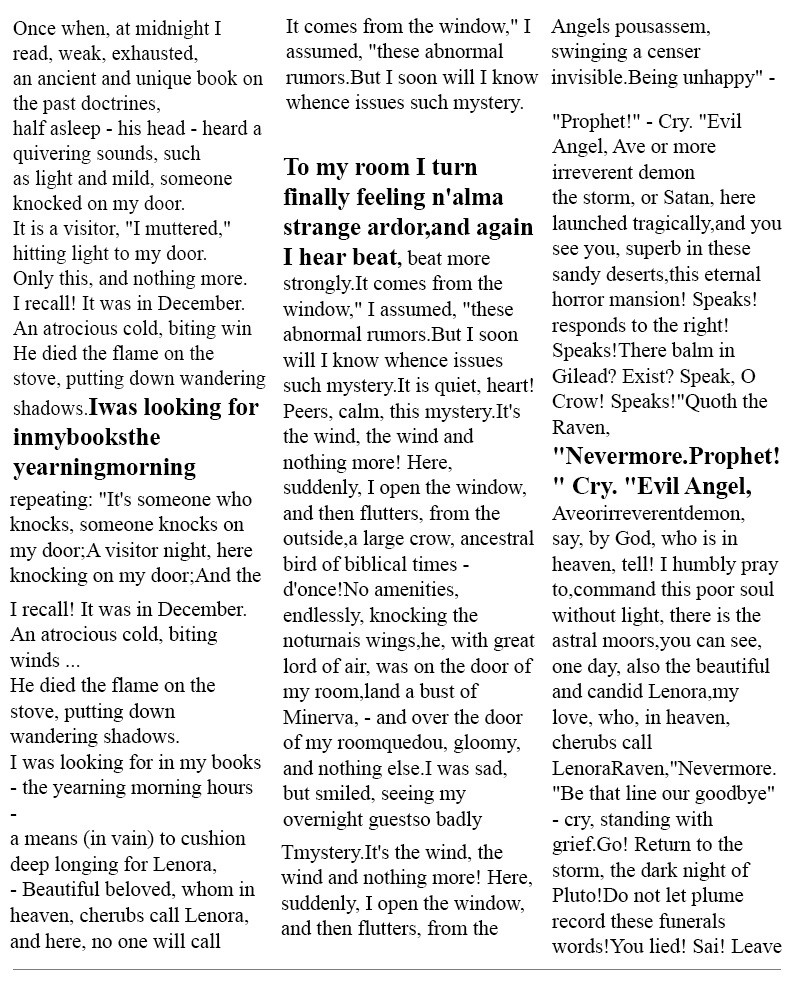 Once when, at midnight I
read, weak, exhausted,
an ancient and unique book on
the past doctrines,
half asleep - his head - heard a
quivering sounds, such
as light and mild, someone
knocked on my door.
It is a visitor, "I muttered,"
hitting light to my door.
Only this, and nothing more.
I recall! It was in December.
An atrocious cold, biting win
He died the flame on the
stove, putting down wandering
shadows.Iwas looking for
inmybooksthe
yearningmorning
repeating: "It's someone who
knocks, someone knocks on
my door;A visitor night, here
knocking on my door;And the
I recall! It was in December.
An atrocious cold, biting
winds ...
He died the flame on the
stove, putting down
wandering shadows.
I was looking for in my books
- the yearning morning hours
-
a means (in vain) to cushion
deep longing for Lenora,
- Beautiful beloved, whom in
heaven, cherubs call Lenora,
and here, no one will call
It comes from the window," I
assumed, "these abnormal
rumors.But I soon will I know
whence issues such mystery.
To my room I turn
finally feeling n'alma
strange ardor,and again
I hear beat, beat more
strongly.It comes from the
window," I assumed, "these
abnormal rumors.But I soon
will I know whence issues
such mystery.It is quiet, heart!
Peers, calm, this mystery.It's
the wind, the wind and
nothing more! Here,
suddenly, I open the window,
and then flutters, from the
outside,a large crow, ancestral
bird of biblical times -
d'once!No amenities,
endlessly, knocking the
noturnais wings,he, with great
lord of air, was on the door of
my room,land a bust of
Minerva, - and over the door
of my roomquedou, gloomy,
and nothing else.I was sad,
but smiled, seeing my
overnight guestso badly
Tmystery.It's the wind, the
wind and nothing more! Here,
suddenly, I open the window,
and then flutters, from the
Angels pousassem,
swinging a censer
invisible.Being unhappy" -
"Prophet!" - Cry. "Evil
Angel, Ave or more
irreverent demon
the storm, or Satan, here
launched tragically,and you
see you, superb in these
sandy deserts,this eternal
horror mansion! Speaks!
responds to the right!
Speaks!There balm in
Gilead? Exist? Speak, O
Crow! Speaks!"Quoth the
Raven,
"Nevermore.Prophet!
" Cry. "Evil Angel,
Aveorirreverentdemon,
say, by God, who is in
heaven, tell! I humbly pray
to,command this poor soul
without light, there is the
astral moors,you can see,
one day, also the beautiful
and candid Lenora,my
love, who, in heaven,
cherubs call
LenoraRaven,"Nevermore.
"Be that line our goodbye"
- cry, standing with
grief.Go! Return to the
storm, the dark night of
Pluto!Do not let plume
record these funerals
words!You lied! Sai! Leave